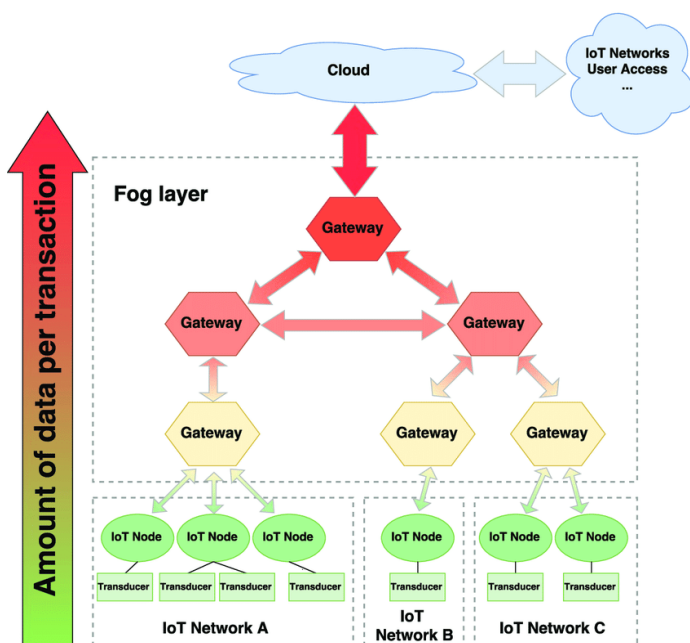 Cloud
IoT Networks
User Access
...
Amount of data per transaction
Fog layer
Gateway
Gateway
Gateway
Gateway
Gateway
Gateway
IoT Node
IoT Node
IoT Node
IoT Node
IoT Node
IoT Node
Transducer
Transducer
Transducer
Transducer
Transducer
Transducer
Transducer
IoT Network A
IoT
Network B
IoT Network C